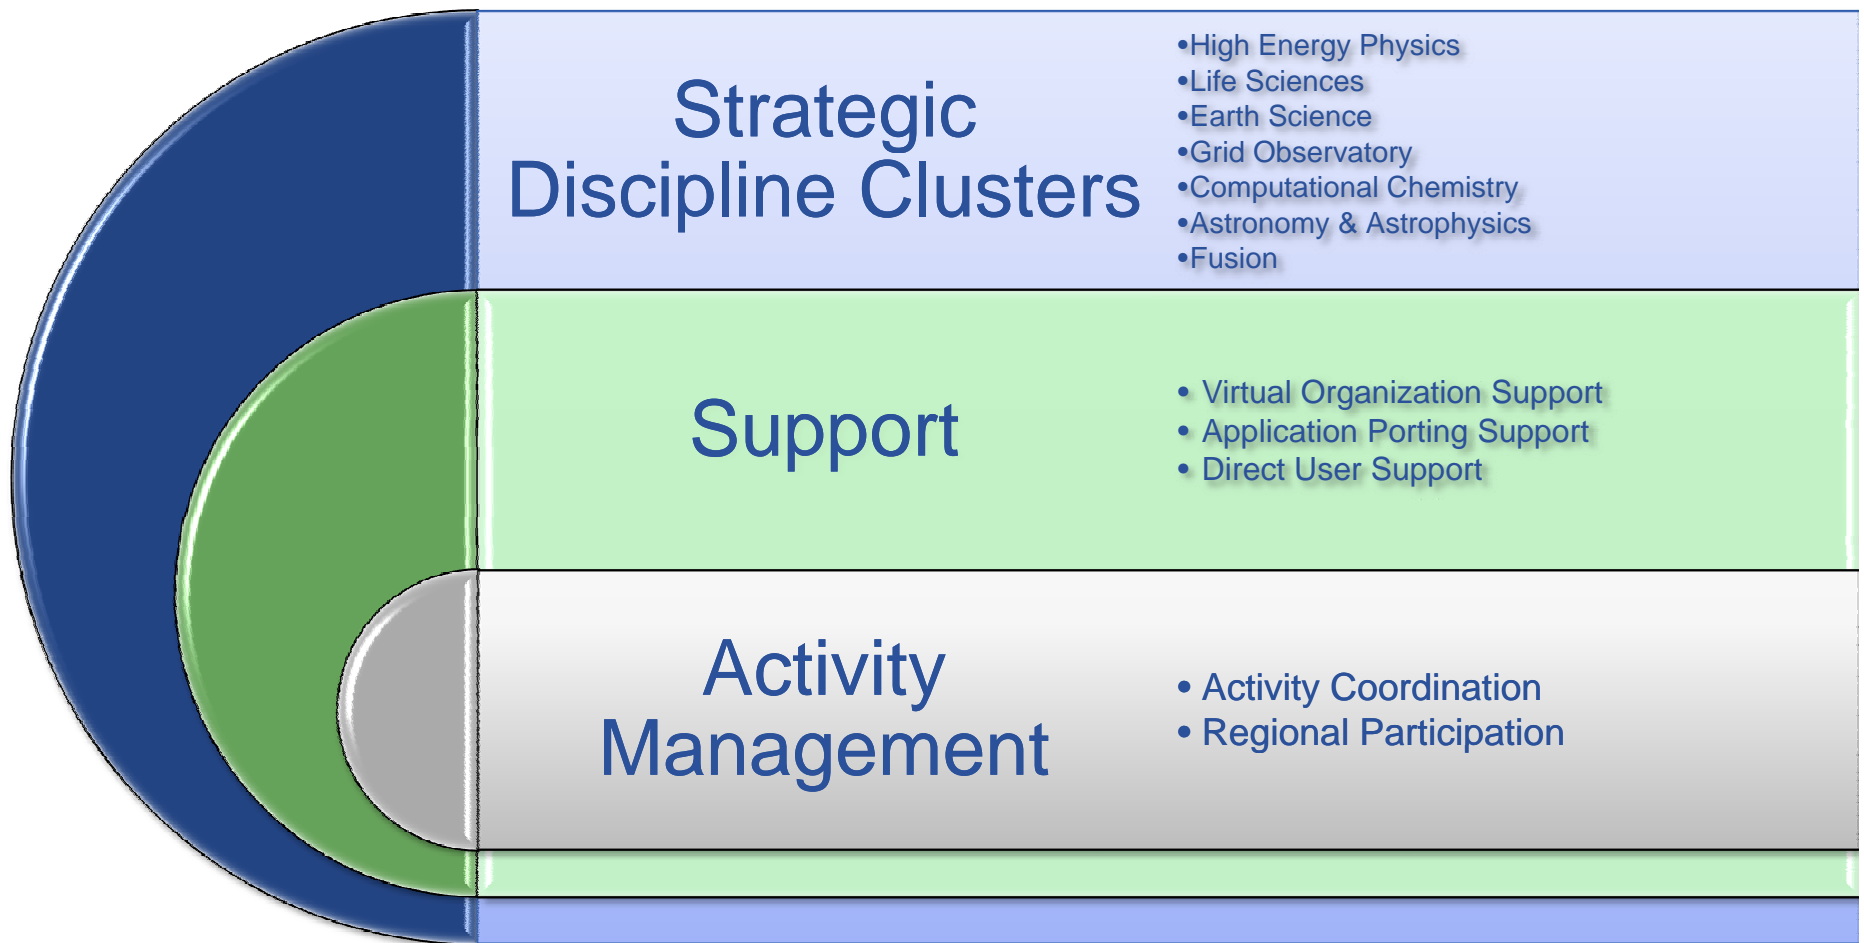 Strategic
Discipline Clusters
•High Energy Physics
•Life Sciences
•Earth Science
•Grid Observatory
•Computational Chemistry
•Astronomy & Astrophysics
•Fusion
Support
• Virtual Organization Support
• Application Porting Support
• Direct User Support
Activity
Management
• Activity Coordination
• Regional Participation